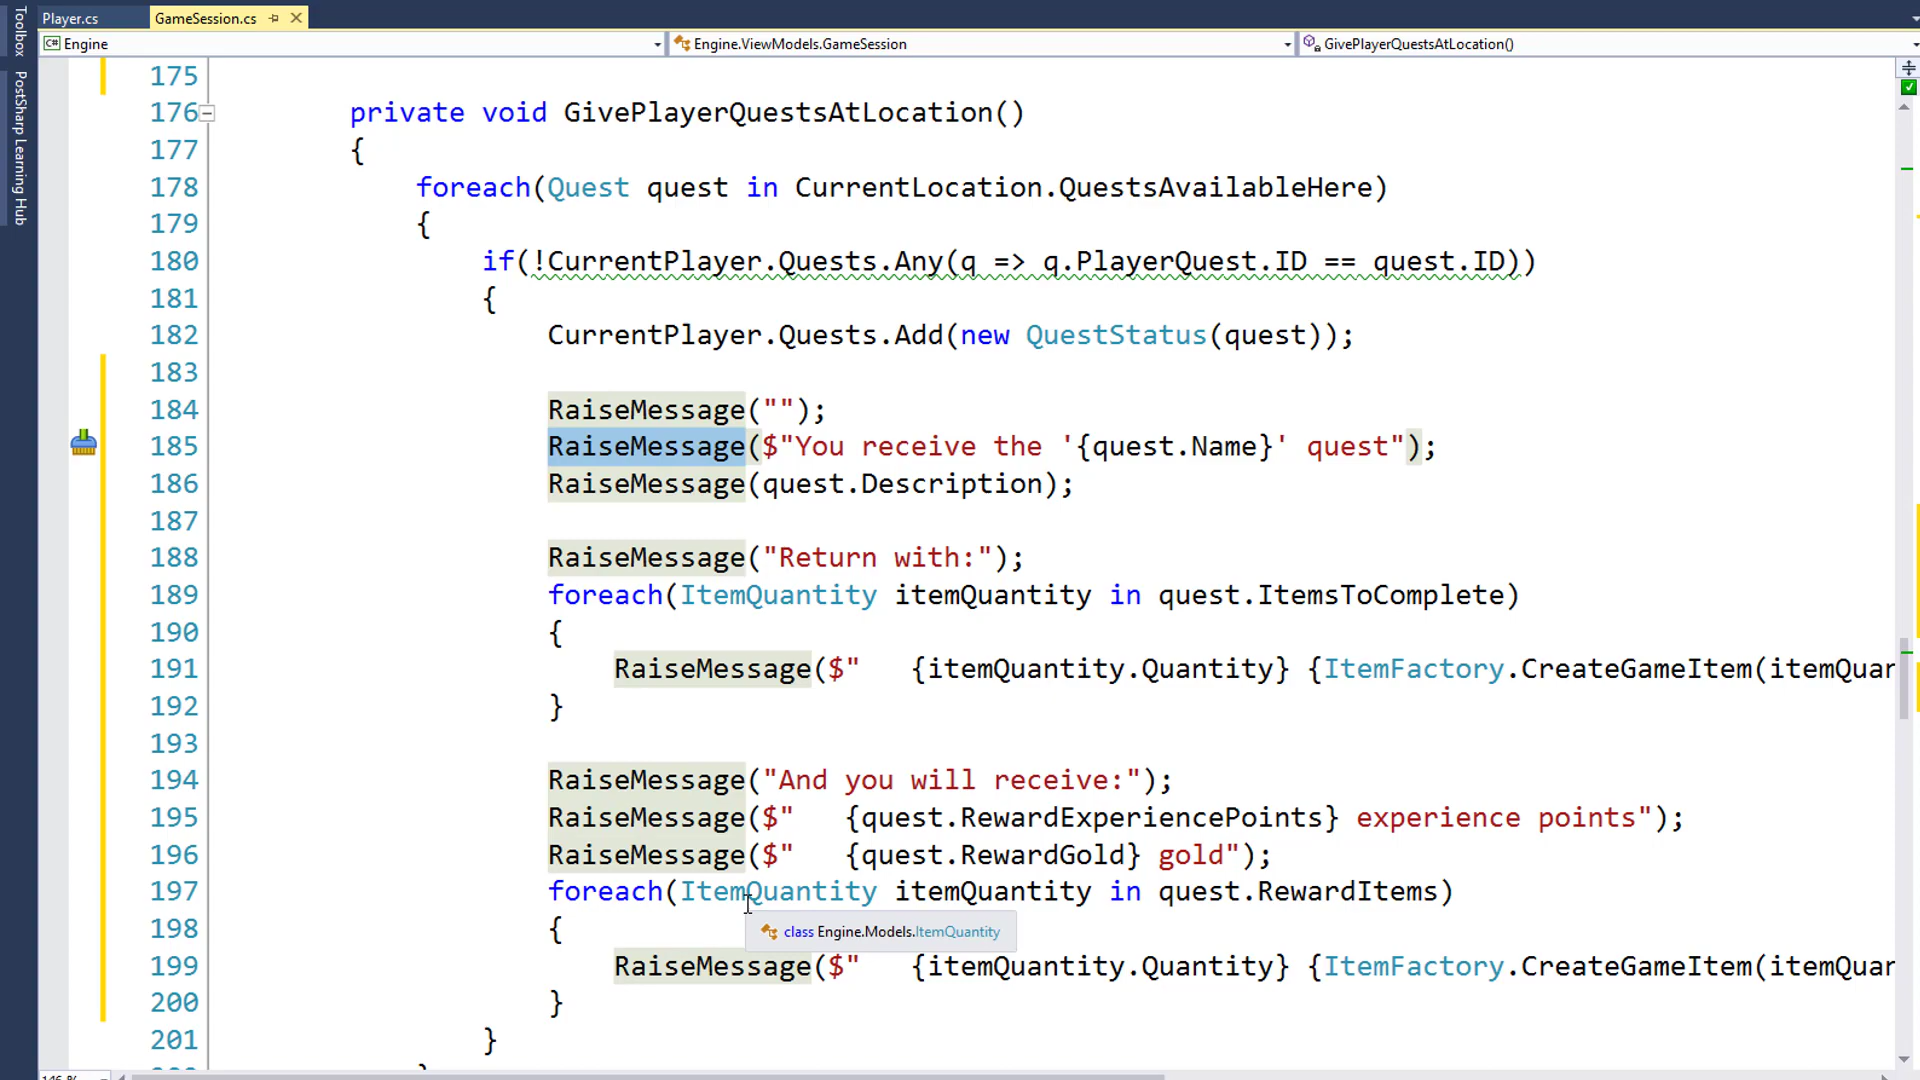 Player.cs GameSession.cs
Toolbox
PostSharp Learning Hub
C# Engine Engine.ViewModels.GameSession GivePlayerQuestsAtLocation()
175
176 private void GivePlayerQuestsAtLocation()
177 {
178 foreach(Quest quest in CurrentLocation.QuestsAvailableHere)
179 {
180 if(!CurrentPlayer.Quests.Any(q => q.PlayerQuest.ID == quest.ID))
181 {
182 CurrentPlayer.Quests.Add(new QuestStatus(quest));
183
184 RaiseMessage("");
185 RaiseMessage($"You receive the '{quest.Name}' quest");
186 RaiseMessage(quest.Description);
187
188 RaiseMessage("Return with:");
189 foreach(ItemQuantity itemQuantity in quest.ItemsToComplete)
190 {
191 RaiseMessage($"   {itemQuantity.Quantity} {ItemFactory.CreateGameItem(itemQuan
192 }
193
194 RaiseMessage("And you will receive:");
195 RaiseMessage($"   {quest.RewardExperiencePoints} experience points");
196 RaiseMessage($"   {quest.RewardGold} gold");
197 foreach(ItemQuantity itemQuantity in quest.RewardItems)
198 {
class Engine.Models.ItemQuantity
199 RaiseMessage($"   {itemQuantity.Quantity} {ItemFactory.CreateGameItem(itemQuan
200 }
201 }